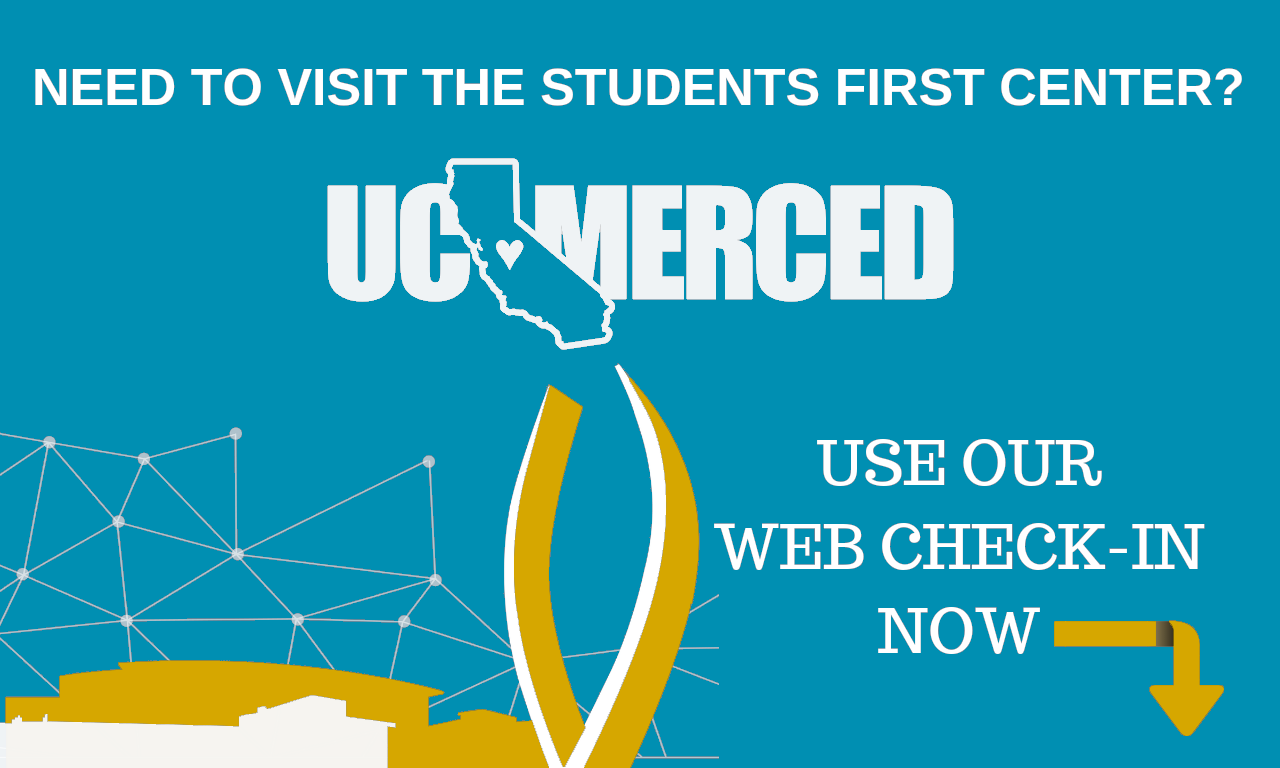 NEED TO VISIT THE STUDENTS FIRST CENTER?
UC MERCED
USE OUR
WEB CHECK-IN
NOW